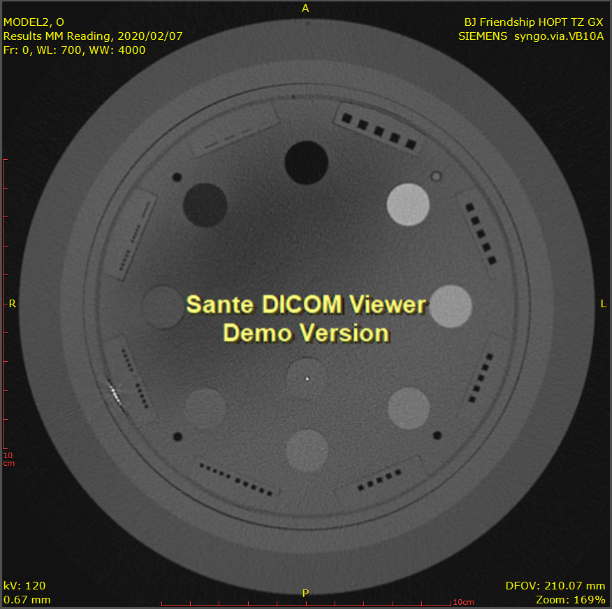 A
MODEL2, O
Results MM Reading, 2020/02/07
Fr: 0, WL: 700, WW: 4000
BJ Friendship HOPT TZ GX
SIEMENS syngo.via.VB10A
R
L
Sante DICOM Viewer
Demo Version
10
cm
kV: 120
0.67 mm
P
10cm
DFOV: 210.07 mm
Zoom: 169%